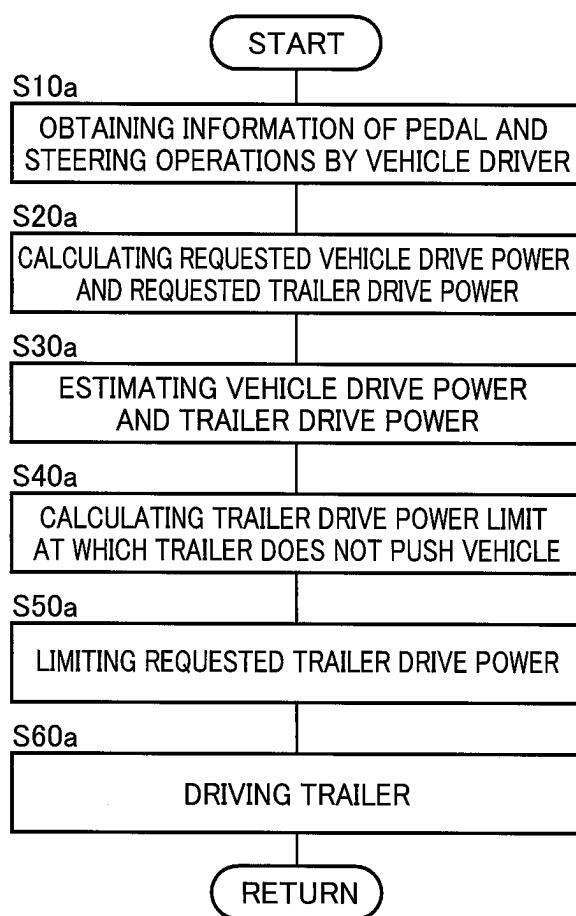 START
S10a
OBTAINING INFORMATION OF PEDAL AND
STEERING OPERATIONS BY VEHICLE DRIVER
S20a
CALCULATING REQUESTED VEHICLE DRIVE POWER
AND REQUESTED TRAILER DRIVE POWER
S30a
ESTIMATING VEHICLE DRIVE POWER
AND TRAILER DRIVE POWER
S40a
CALCULATING TRAILER DRIVE POWER LIMIT
AT WHICH TRAILER DOES NOT PUSH VEHICLE
S50a
LIMITING REQUESTED TRAILER DRIVE POWER
S60a
DRIVING TRAILER
RETURN